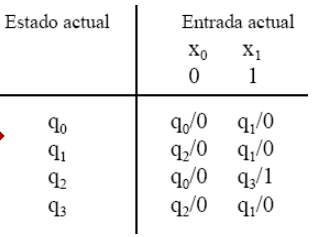 Estado actual Entrada actual
x₀ x₁
0 1
q₀ q₀/0 q₁/0
q₁ q₂/0 q₁/0
q₂ q₀/0 q₃/1
q₃ q₂/0 q₁/0